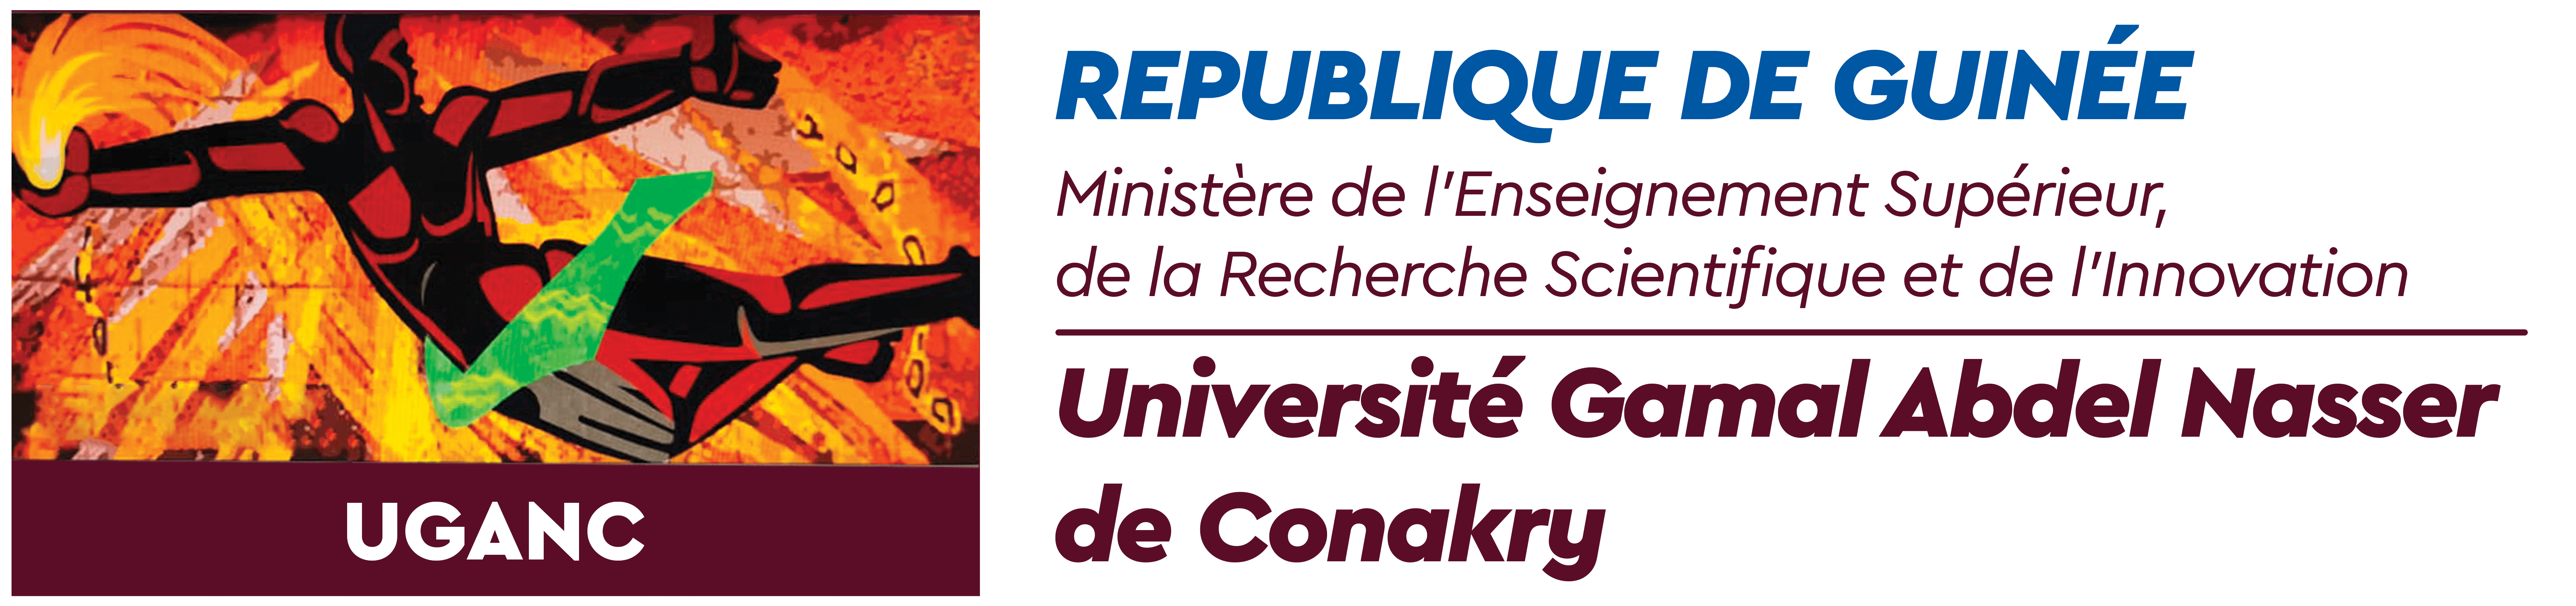 UGANC
REPUBLIQUE DE GUINÉE
Ministère de l'Enseignement Supérieur,
de la Recherche Scientifique et de l'Innovation
Université Gamal Abdel Nasser
de Conakry